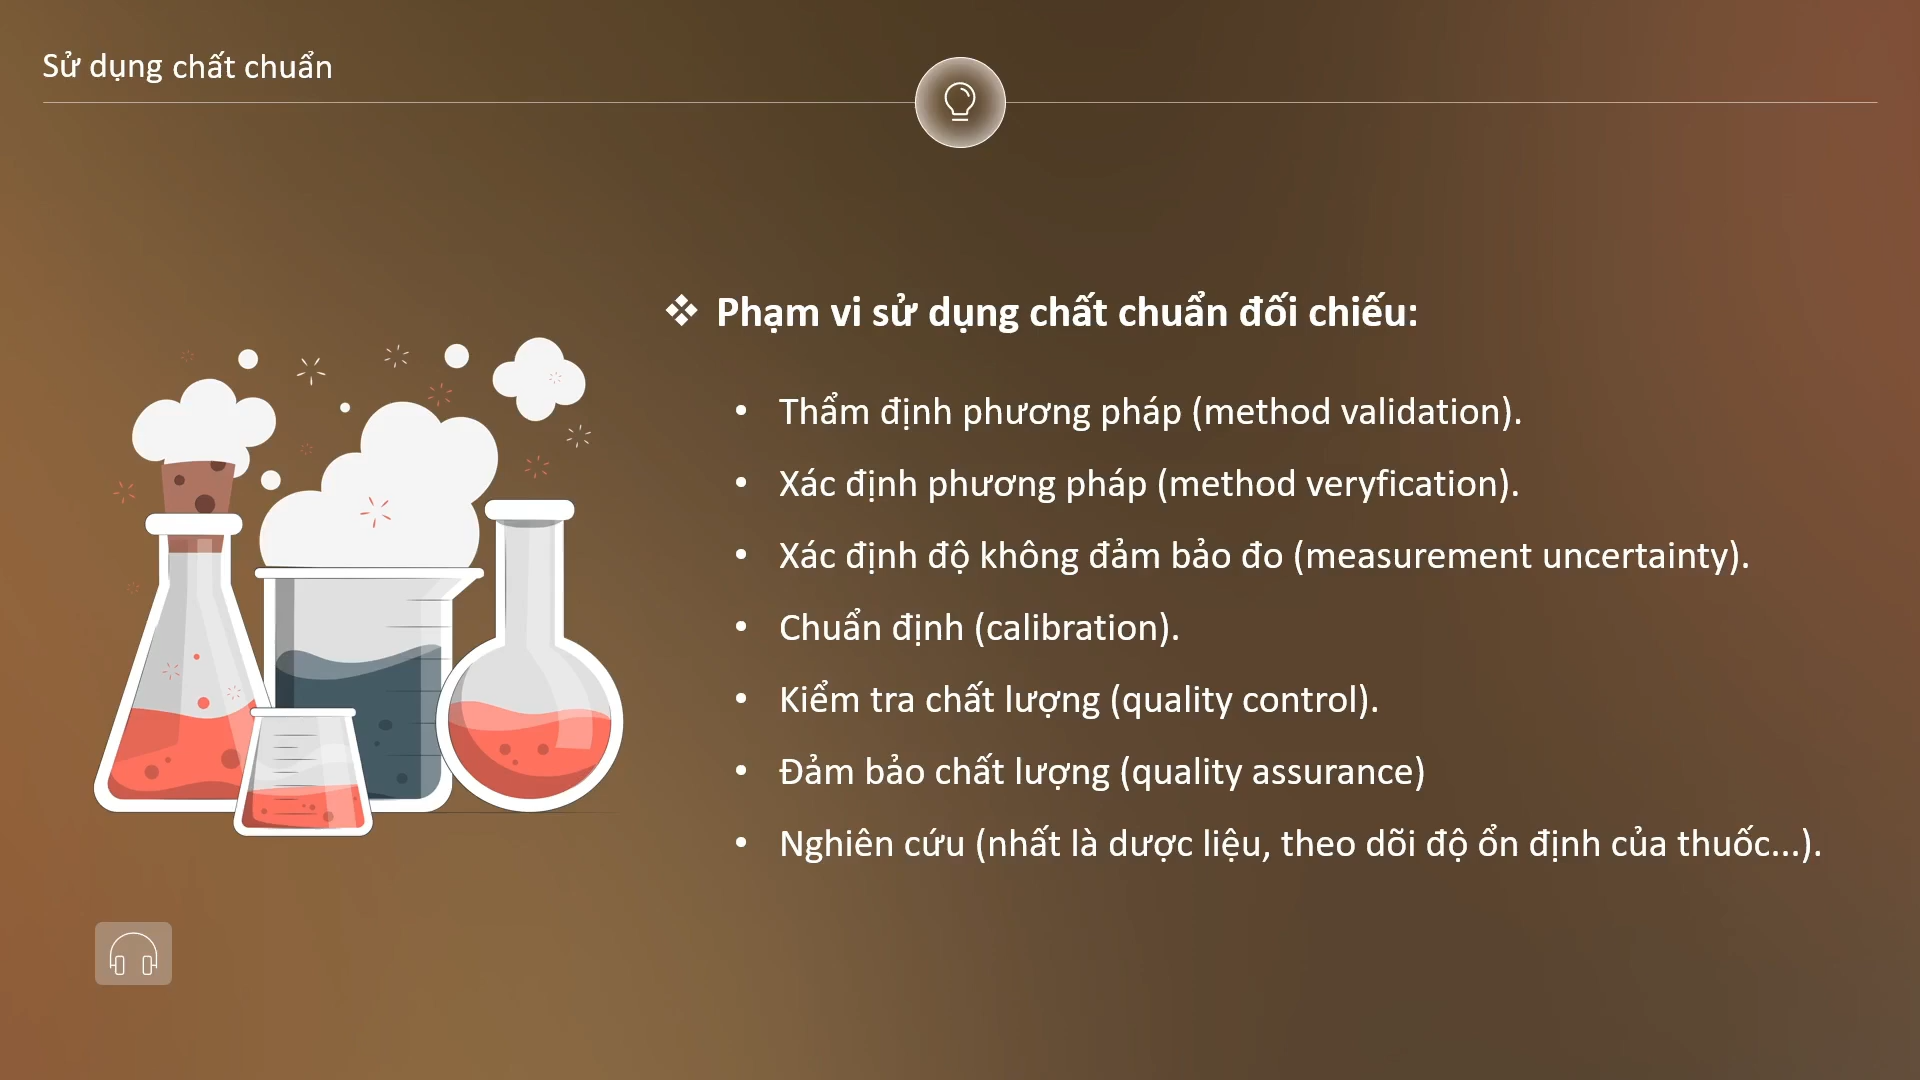 Sử dụng chất chuẩn
❖ Phạm vi sử dụng chất chuẩn đối chiếu:
• Thẩm định phương pháp (method validation).
• Xác định phương pháp (method veryfication).
• Xác định độ không đảm bảo đo (measurement uncertainty).
• Chuẩn định (calibration).
• Kiểm tra chất lượng (quality control).
• Đảm bảo chất lượng (quality assurance)
• Nghiên cứu (nhất là dược liệu, theo dõi độ ổn định của thuốc...).